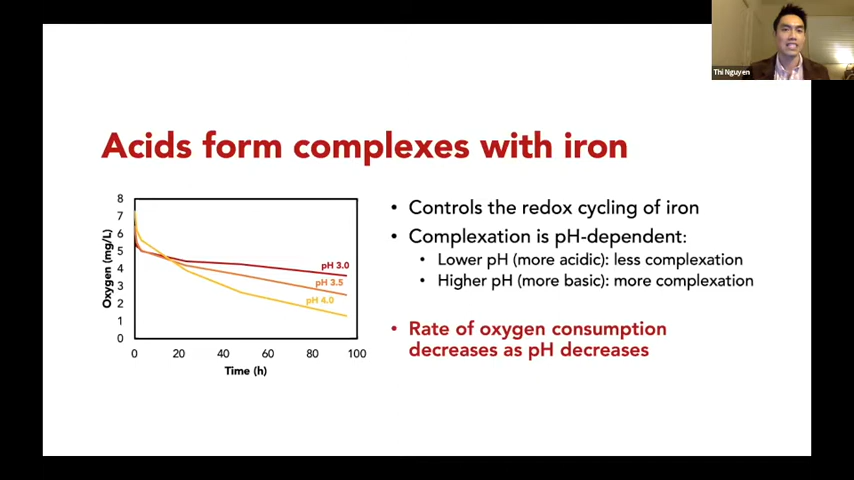 Thi Nguyen
Acids form complexes with iron
8
7
6
5
4
3
2
1
0
Oxygen (mg/L)
pH 3.0
pH 3.5
pH 4.0
0 20 40 60 80 100
Time (h)
• Controls the redox cycling of iron
• Complexation is pH-dependent:
• Lower pH (more acidic): less complexation
• Higher pH (more basic): more complexation
• Rate of oxygen consumption
decreases as pH decreases